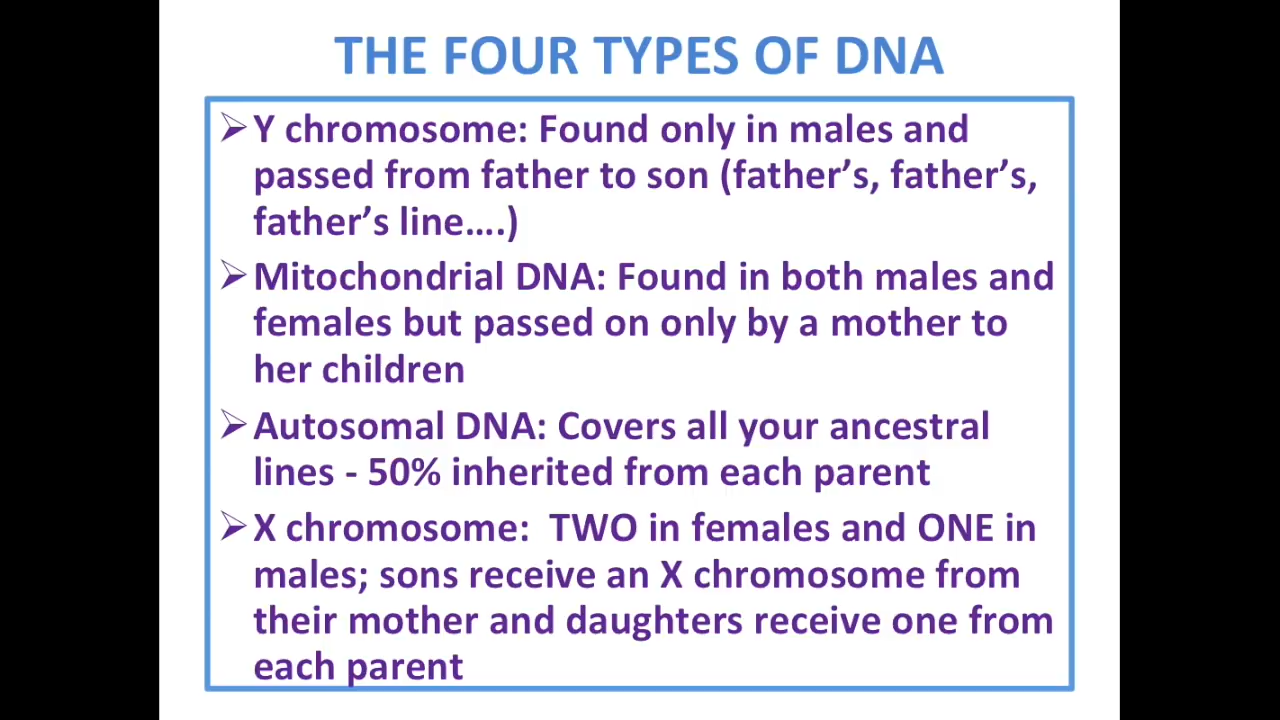 THE FOUR TYPES OF DNA
➢ Y chromosome: Found only in males and
passed from father to son (father’s, father’s,
father’s line….)
➢ Mitochondrial DNA: Found in both males and
females but passed on only by a mother to
her children
➢ Autosomal DNA: Covers all your ancestral
lines - 50% inherited from each parent
➢ X chromosome:  TWO in females and ONE in
males; sons receive an X chromosome from
their mother and daughters receive one from
each parent